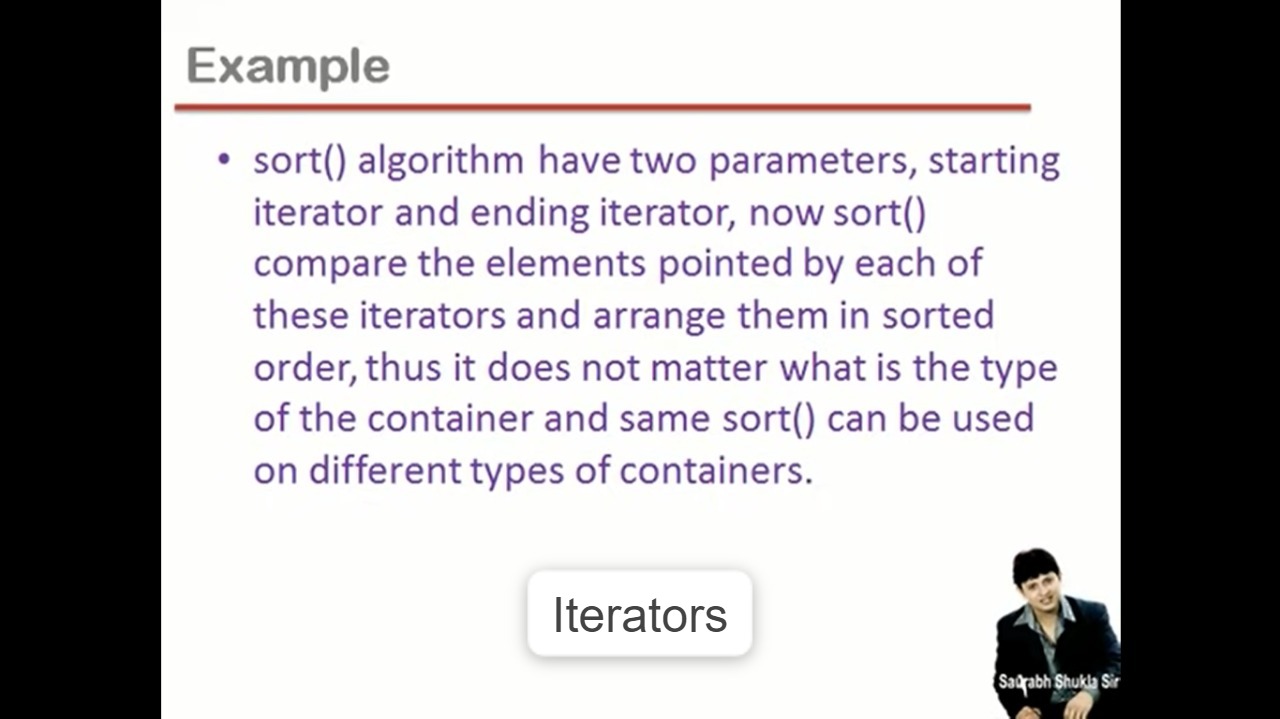 Example
• sort() algorithm have two parameters, starting
iterator and ending iterator, now sort()
compare the elements pointed by each of
these iterators and arrange them in sorted
order, thus it does not matter what is the type
of the container and same sort() can be used
on different types of containers.
Iterators
Saurabh Shukla Sir